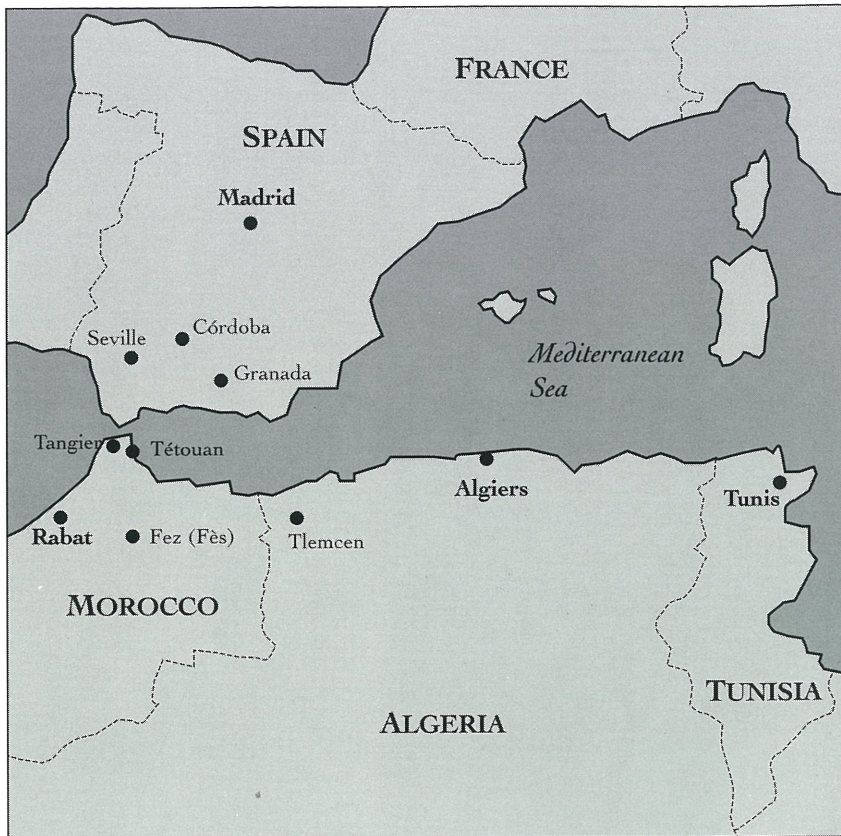 FRANCE
SPAIN
Madrid
Seville
Córdoba
Granada
Mediterranean
Sea
Tangier
Tétouan
Algiers
Tunis
Rabat
Fez (Fès)
Tlemcen
MOROCCO
TUNISIA
ALGERIA